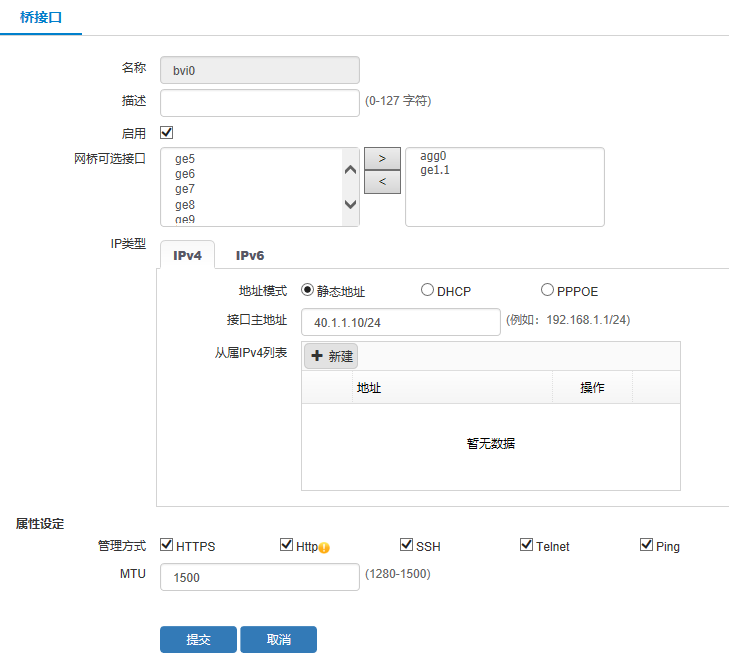 桥接口
名称 bvi0
描述 (0-127 字符)
启用
网桥可选接口 ge5 > agg0
ge6 ge1.1
ge7 <
ge8
ge9
IP类型 IPv4 IPv6
地址模式 静态地址 DHCP PPPOE
接口主地址 40.1.1.10/24 (例如：192.168.1.1/24)
从属IPv4列表 + 新建
地址 操作
暂无数据
属性设定
管理方式 HTTPS Http SSH Telnet Ping
MTU 1500 (1280-1500)
提交 取消